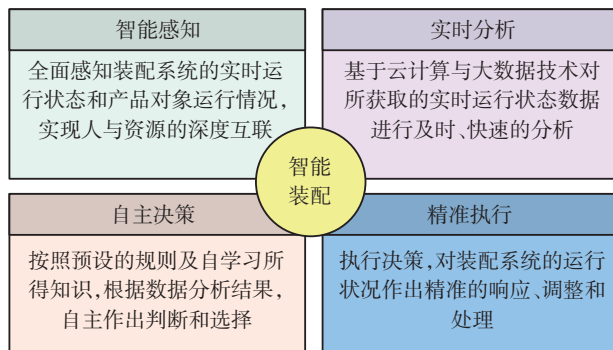 智能感知
全面感知装配系统的实时运
行状态和产品对象运行情况，
实现人与资源的深度互联
实时分析
基于云计算与大数据技术对
所获取的实时运行状态数据
进行及时、快速的分析
智能
装配
自主决策
按照预设的规则及自学习所
得知识，根据数据分析结果，
自主作出判断和选择
精准执行
执行决策，对装配系统的运行
状况作出精准的响应、调整和
处理